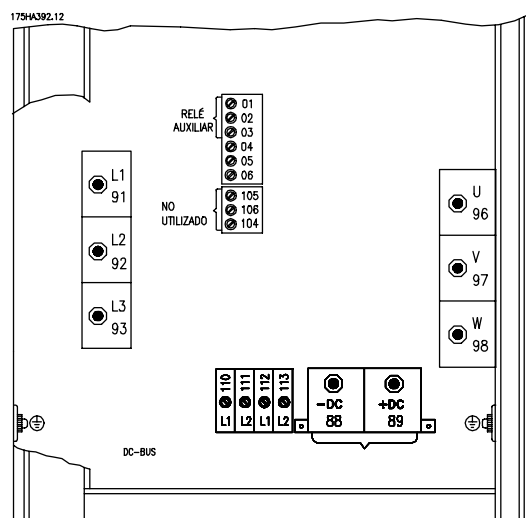 175HA392.12
RELÉ
AUXILIAR
01
02
03
04
05
06
NO
UTILIZADO
105
106
104
L1
91
L2
92
L3
93
U
96
V
97
W
98
110 111 112 113
L1 L2 L1 L2
-DC
88
+DC
89
DC-BUS